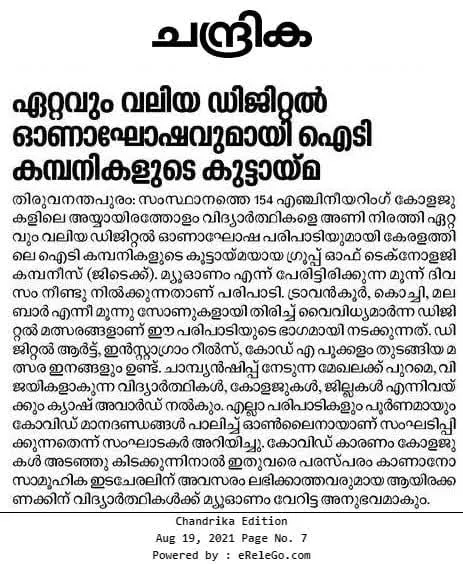 ചന്ദ്രിക
ഏറ്റവും വലിയ ഡിജിറ്റൽ
ഓണാഘോഷവുമായി ഐടി
കമ്പനികളുടെ കൂട്ടായ്മ
തിരുവനന്തപുരം: സംസ്ഥാനത്തെ 154 എഞ്ചിനീയറിംഗ് കോളജു
കളിലെ അയ്യായിരത്തോളം വിദ്യാർത്ഥികളെ അണി നിരത്തി ഏറ്റ
വും വലിയ ഡിജിറ്റൽ ഓണാഘോഷ പരിപാടിയുമായി കേരളത്തി
ലെ ഐടി കമ്പനികളുടെ കൂട്ടായ്മയായ ഗ്രൂപ്പ് ഓഫ് ടെക്നോളജി
കമ്പനീസ് (ജിടെക്ക്). മ്യൂഓണം എന്ന് പേരിട്ടിരിക്കുന്ന മൂന്ന് ദിവ
സം നീണ്ടു നിൽക്കുന്നതാണ് പരിപാടി. ട്രാവൻകൂർ, കൊച്ചി, മല
ബാർ എന്നീ മൂന്നു സോണുകളായി തിരിച്ച് വൈവിധ്യമാർന്ന ഡിജി
റ്റൽ മത്സരങ്ങളാണ് ഈ പരിപാടിയുടെ ഭാഗമായി നടക്കുന്നത്. ഡി
ജിറ്റൽ ആർട്ട്, ഇൻസ്റ്റാഗ്രാം റീൽസ്, കോഡ് എ പൂക്കളം തുടങ്ങിയ മ
ത്സര ഇനങ്ങളും ഉണ്ട്. ചാമ്പ്യൻഷിപ്പ് നേടുന്ന മേഖലക്ക് പുറമെ, വി
ജയികളാകുന്ന വിദ്യാർത്ഥികൾ, കോളജുകൾ, ജില്ലകൾ എന്നിവയ്
ക്കും ക്യാഷ് അവാർഡ് നൽകും. എല്ലാ പരിപാടികളും പൂർണമായും
കോവിഡ് മാനദണ്ഡങ്ങൾ പാലിച്ച് ഓൺലൈനായാണ് സംഘടിപ്പി
ക്കുന്നതെന്ന് സംഘാടകർ അറിയിച്ചു. കോവിഡ് കാരണം കോളജു
കൾ അടഞ്ഞു കിടക്കുന്നിനാൽ ഇതുവരെ പരസ്പരം കാണാനോ
സാമൂഹിക ഇടചേരലിന് അവസരം ലഭിക്കാത്തവരുമായ ആയിരക്ക
ണക്കിന് വിദ്യാർത്ഥികൾക്ക് മ്യൂഓണം വേറിട്ട അനുഭവമാകും.
Chandrika Edition
Aug 19, 2021 Page No. 7
Powered by : eReleGo.com